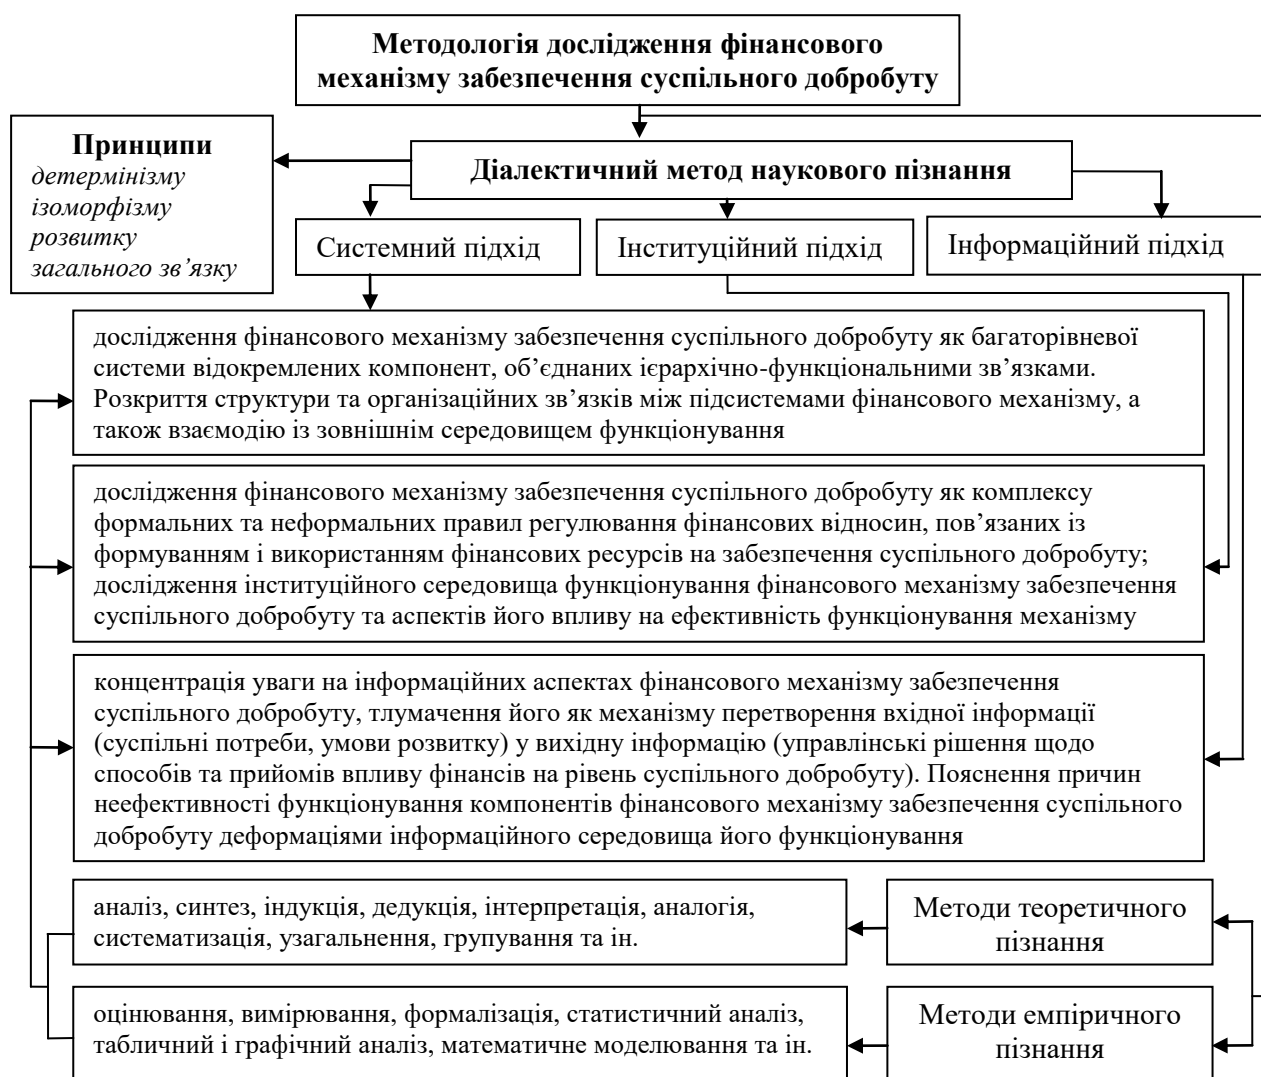 Методологія дослідження фінансового
механізму забезпечення суспільного добробуту
Принципи
детермінізму
ізоморфізму
розвитку
загального зв’язку
Діалектичний метод наукового пізнання
Системний підхід
Інституційний підхід
Інформаційний підхід
дослідження фінансового механізму забезпечення суспільного добробуту як багаторівневої
системи відокремлених компонент, об’єднаних ієрархічно-функціональними зв’язками.
Розкриття структури та організаційних зв’язків між підсистемами фінансового механізму, а
також взаємодію із зовнішнім середовищем функціонування
дослідження фінансового механізму забезпечення суспільного добробуту як комплексу
формальних та неформальних правил регулювання фінансових відносин, пов’язаних із
формуванням і використанням фінансових ресурсів на забезпечення суспільного добробуту;
дослідження інституційного середовища функціонування фінансового механізму забезпечення
суспільного добробуту та аспектів його впливу на ефективність функціонування механізму
концентрація уваги на інформаційних аспектах фінансового механізму забезпечення
суспільного добробуту, тлумачення його як механізму перетворення вхідної інформації
(суспільні потреби, умови розвитку) у вихідну інформацію (управлінські рішення щодо
способів та прийомів впливу фінансів на рівень суспільного добробуту). Пояснення причин
неефективності функціонування компонентів фінансового механізму забезпечення суспільного
добробуту деформаціями інформаційного середовища його функціонування
аналіз, синтез, індукція, дедукція, інтерпретація, аналогія,
систематизація, узагальнення, групування та ін.
Методи теоретичного
пізнання
оцінювання, вимірювання, формалізація, статистичний аналіз,
табличний і графічний аналіз, математичне моделювання та ін.
Методи емпіричного
пізнання